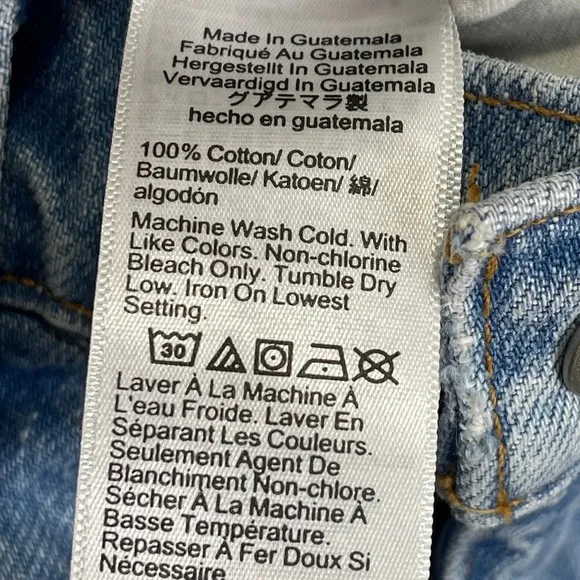 Made In Guatemala
Fabriqué Au Guatemala
Hergestellt In Guatemala
Vervaardigd In Guatemala
グアテマラ製
hecho en guatemala
100% Cotton/ Coton/
Baumwolle/ Katoen/ 綿/
algodón
Machine Wash Cold. With
Like Colors. Non-chlorine
Bleach Only. Tumble Dry
Low. Iron On Lowest
Setting.
30
Laver À La Machine À
L'eau Froide. Laver En
Séparant Les Couleurs.
Seulement Agent De
Blanchiment Non-chlore.
Sécher À La Machine À
Basse Température.
Repasser À Fer Doux Si
Nécessaire.